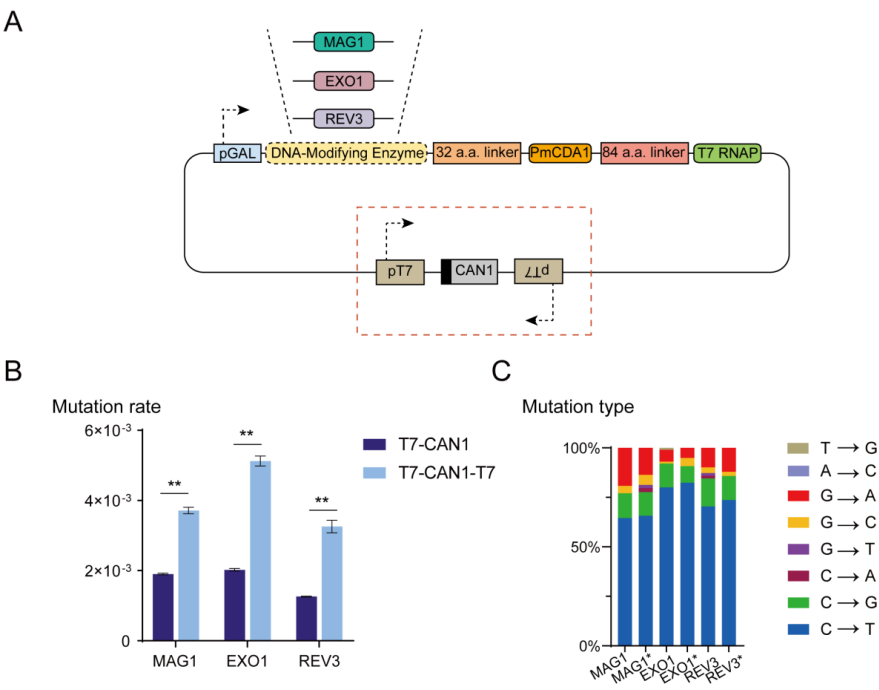 A
MAG1
EXO1
REV3
pGAL DNA-Modifying Enzyme 32 a.a. linker PmCDA1 84 a.a. linker T7 RNAP
pT7 CAN1 pT7
B
Mutation rate
6×10⁻³
4×10⁻³
2×10⁻³
0
** ** **
MAG1 EXO1 REV3
T7-CAN1
T7-CAN1-T7
C
Mutation type
100%
50%
0%
MAG1 MAG1* EXO1 EXO1* REV3 REV3*
T → G
A → C
G → A
G → C
G → T
C → A
C → G
C → T